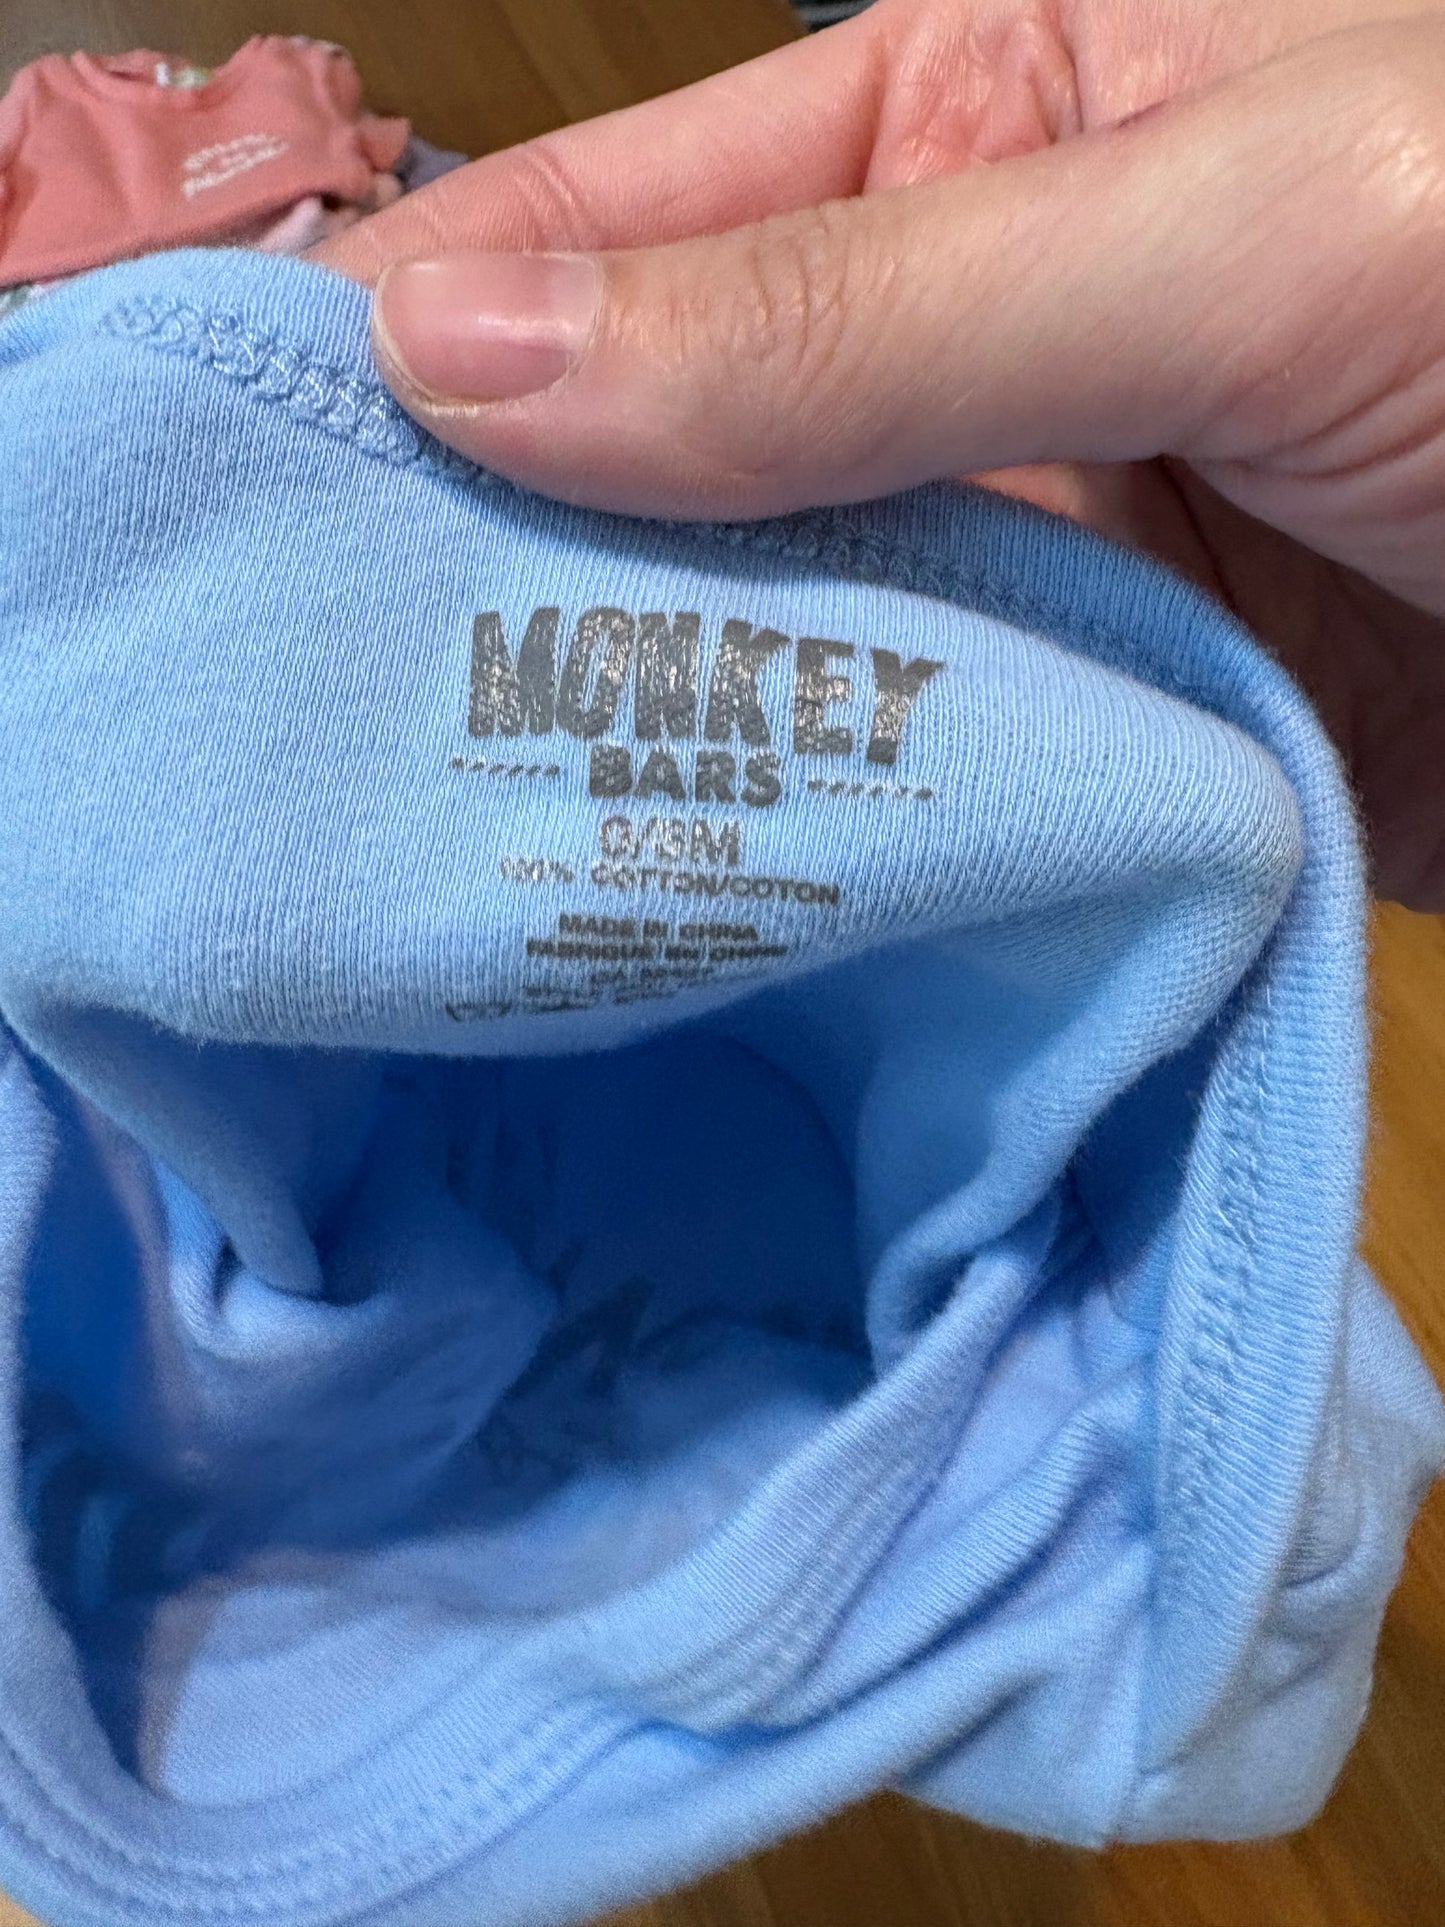 MONKEY
BARS
0/3M
100% COTTON/COTON
MADE IN CHINA
FABRIQUÉ EN CHINE